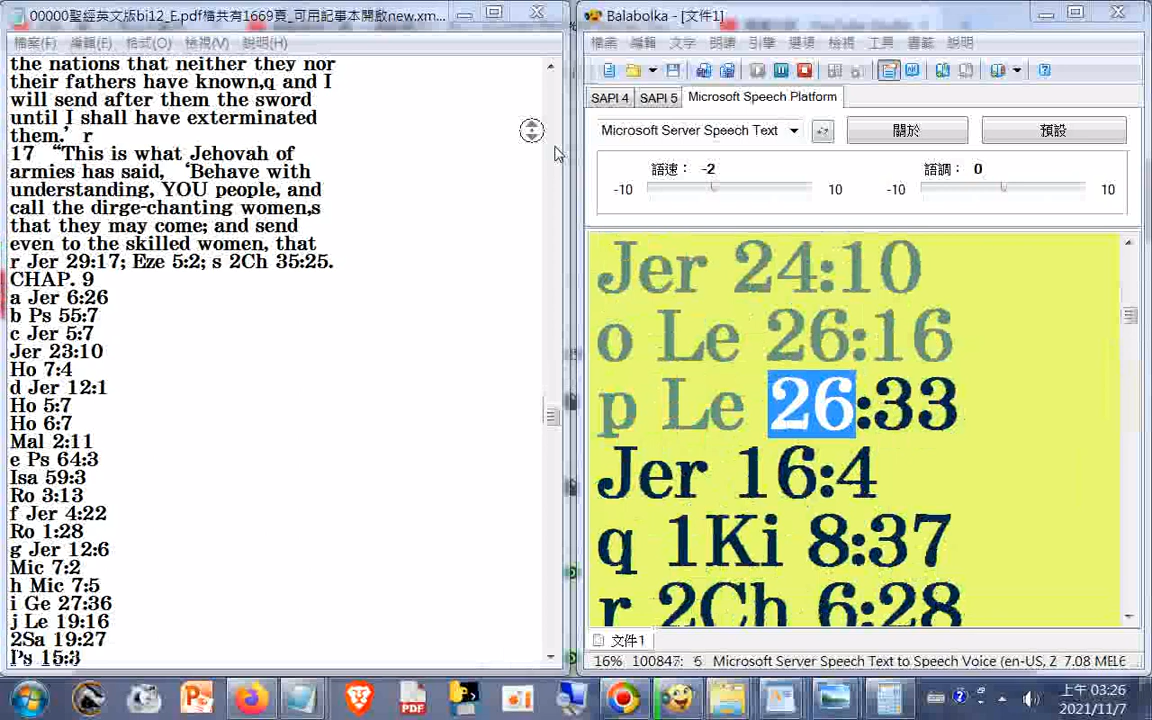 00000聖經英文版bi12_E.pdf檔共有1669頁_可用記事本開啟new.xm...
檔案(F) 編輯(E) 格式(O) 檢視(V) 說明(H)
the nations that neither they nor
their fathers have known,q and I
will send after them the sword
until I shall have exterminated
them.’ r
17 “This is what Jehovah of
armies has said, ‘Behave with
understanding, YOU people, and
call the dirge-chanting women,s
that they may come; and send
even to the skilled women, that
r Jer 29:17; Eze 5:2; s 2Ch 35:25.
CHAP. 9
a Jer 6:26
b Ps 55:7
c Jer 5:7
Jer 23:10
Ho 7:4
d Jer 12:1
Ho 5:7
Ho 6:7
Mal 2:11
e Ps 64:3
Isa 59:3
Ro 3:13
f Jer 4:22
Ro 1:28
g Jer 12:6
Mic 7:2
h Mic 7:5
i Ge 27:36
j Le 19:16
2Sa 19:27
Ps 15:3
Balabolka - [文件1]
檔案 編輯 文字 朗讀 引擎 選項 檢視 工具 書籤 說明
SAPI 4 SAPI 5 Microsoft Speech Platform
Microsoft Server Speech Text 關於 預設
語速: -2 語調: 0
-10 10 -10 10
Jer 24:10
o Le 26:16
p Le 26:33
Jer 16:4
q 1Ki 8:37
r 2Ch 6:28
文件1
16% 100847: 6 Microsoft Server Speech Text to Speech Voice (en-US, Z 7.08 МБ
PDF
上午 03:26
2021/11/7